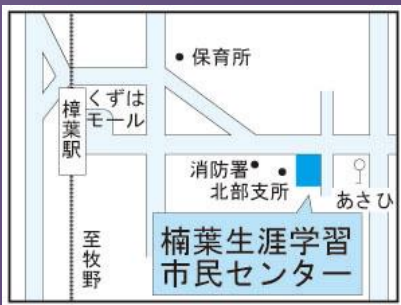 保育所
くずは
モール
樟葉駅
消防署
北部支所
あさひ
至牧野
楠葉生涯学習
市民センター